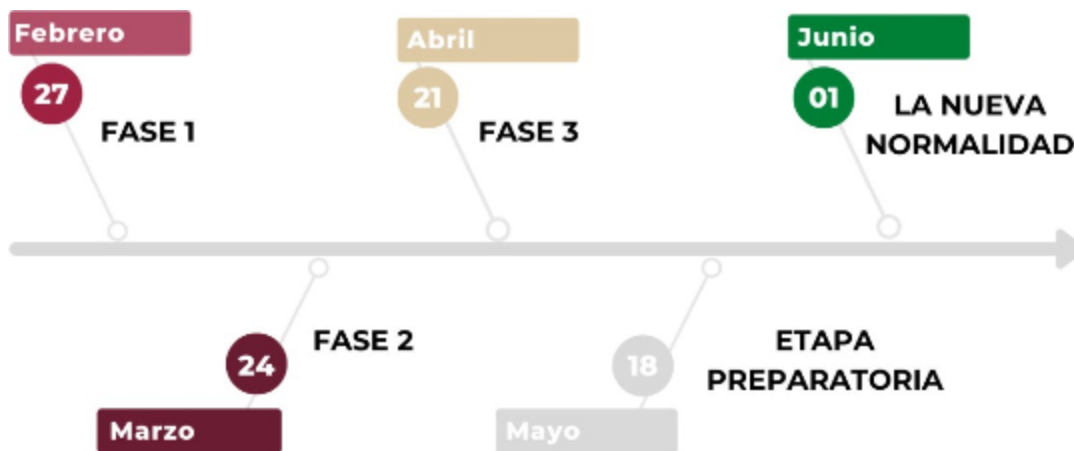 Febrero
27
FASE 1
Marzo
24
FASE 2
Abril
21
FASE 3
Mayo
18
ETAPA
PREPARATORIA
Junio
01
LA NUEVA
NORMALIDAD